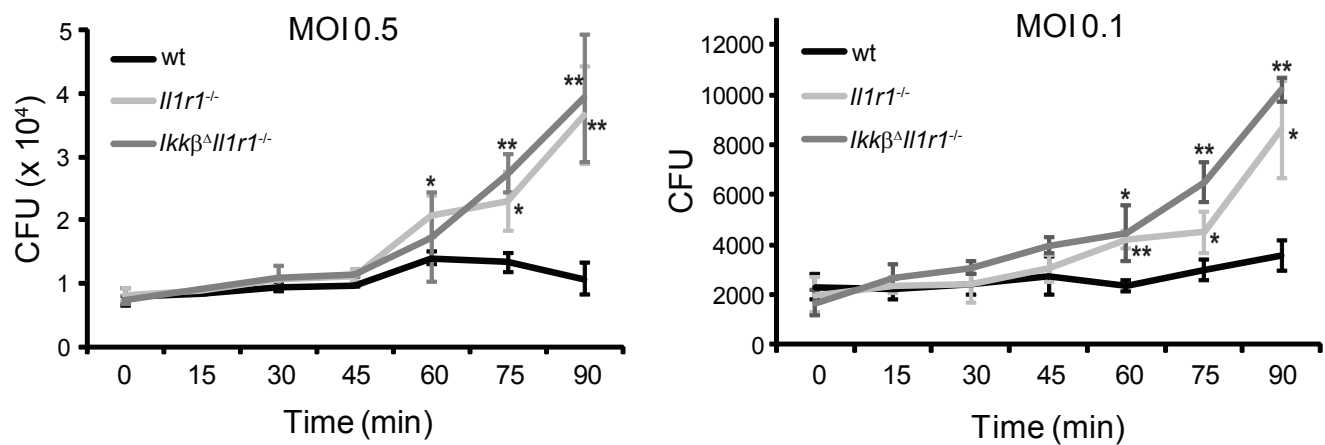 MOI 0.5
wt
Il1r1-/-
IkkβΔIl1r1-/-
CFU (x 10⁴)
5
4
3
2
1
0
*
**
*
**
**
0 15 30 45 60 75 90
Time (min)
MOI 0.1
wt
Il1r1-/-
IkkβΔIl1r1-/-
CFU
12000
10000
8000
6000
4000
2000
0
*
**
**
*
**
*
0 15 30 45 60 75 90
Time (min)